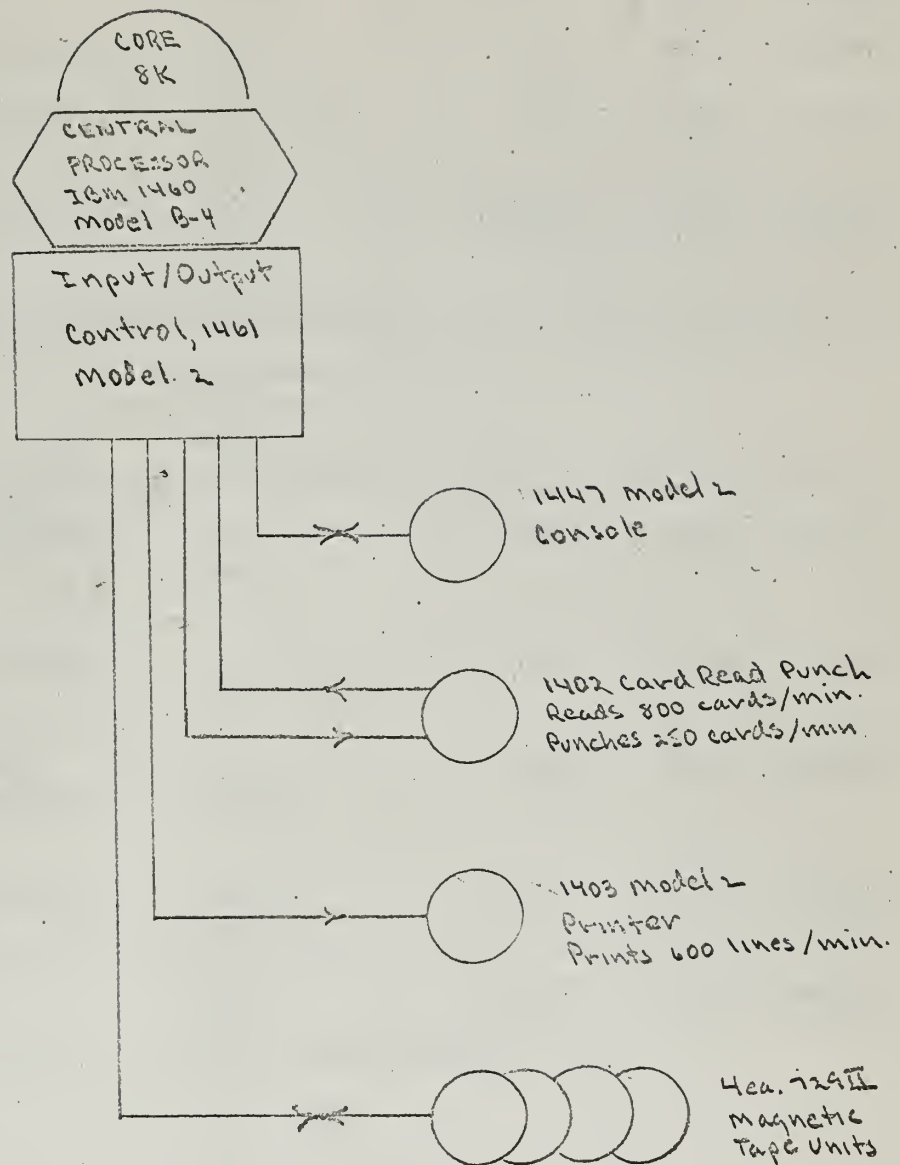 CORE
8K
CENTRAL
PROCESSOR
IBM 1460
Model B-4
Input/Output
Control, 1461
Model 2
1447 Model 2
Console
1402 Card Read Punch
Reads 800 cards/min.
Punches 250 cards/min
1403 Model 2
Printer
Prints 600 lines/min.
4ea. 729II
Magnetic
Tape Units